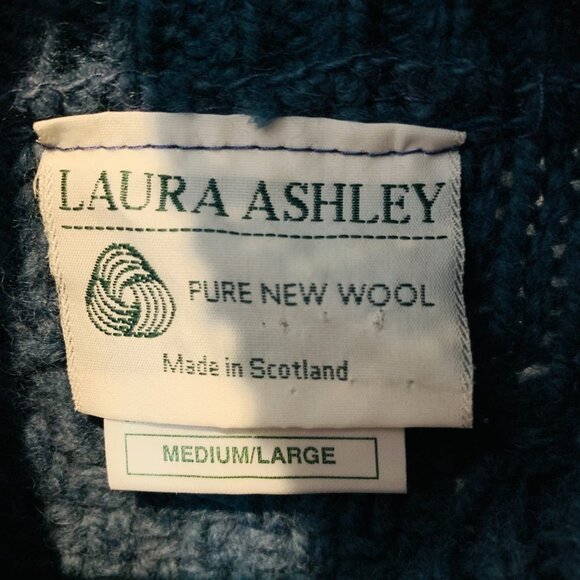 LAURA ASHLEY
PURE NEW WOOL
Made in Scotland
MEDIUM/LARGE